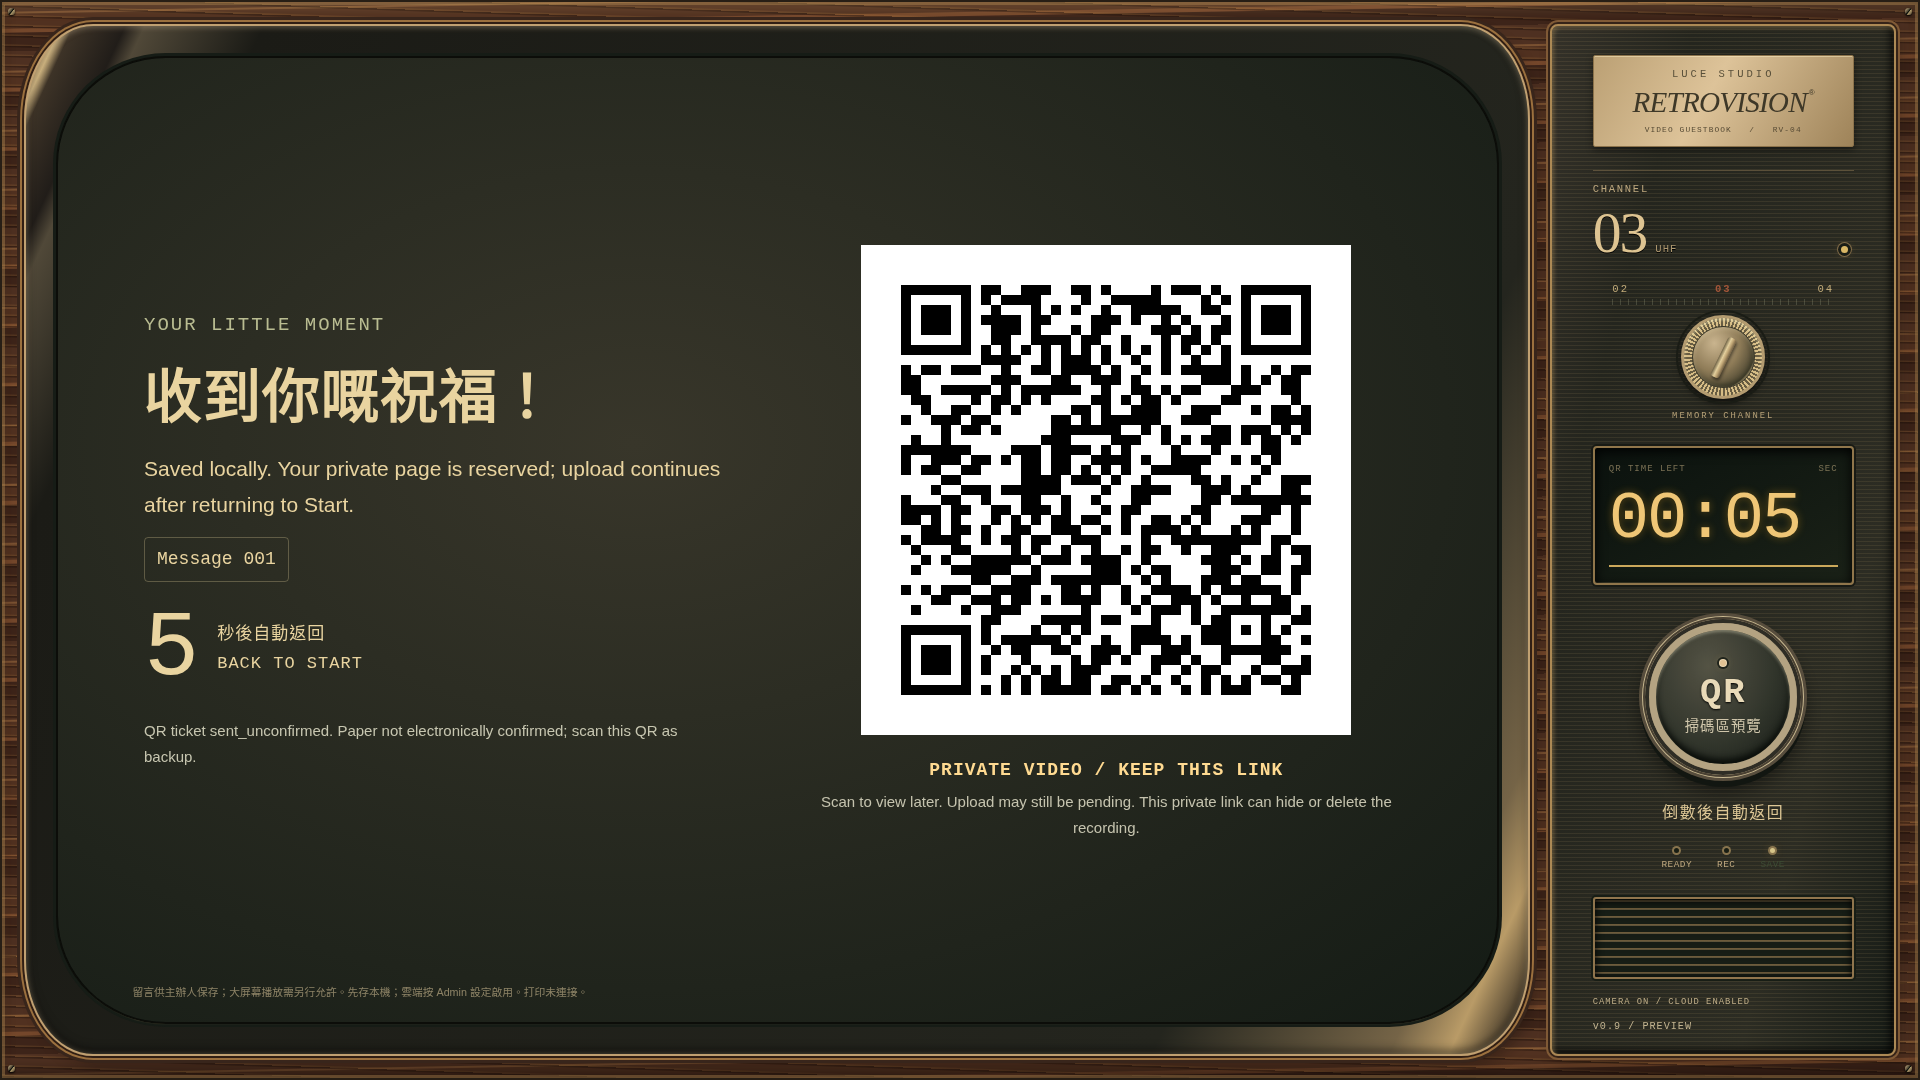 YOUR LITTLE MOMENT
收到你嘅祝福！
Saved locally. Your private page is reserved; upload continues
after returning to Start.
Message 001
5
秒後自動返回
BACK TO START
QR ticket sent_unconfirmed. Paper not electronically confirmed; scan this QR as
backup.
PRIVATE VIDEO / KEEP THIS LINK
Scan to view later. Upload may still be pending. This private link can hide or delete the
recording.
留言供主辦人保存；大屏幕播放需另行允許。先存本機；雲端按 Admin 設定啟用。打印未連接。
LUCE STUDIO
RETROVISION®
VIDEO GUESTBOOK / RV-04
CHANNEL
03 UHF
02 03 04
MEMORY CHANNEL
QR TIME LEFT SEC
00:05
QR
掃碼區預覽
倒數後自動返回
READY REC SAVE
CAMERA ON / CLOUD ENABLED
v0.9 / PREVIEW